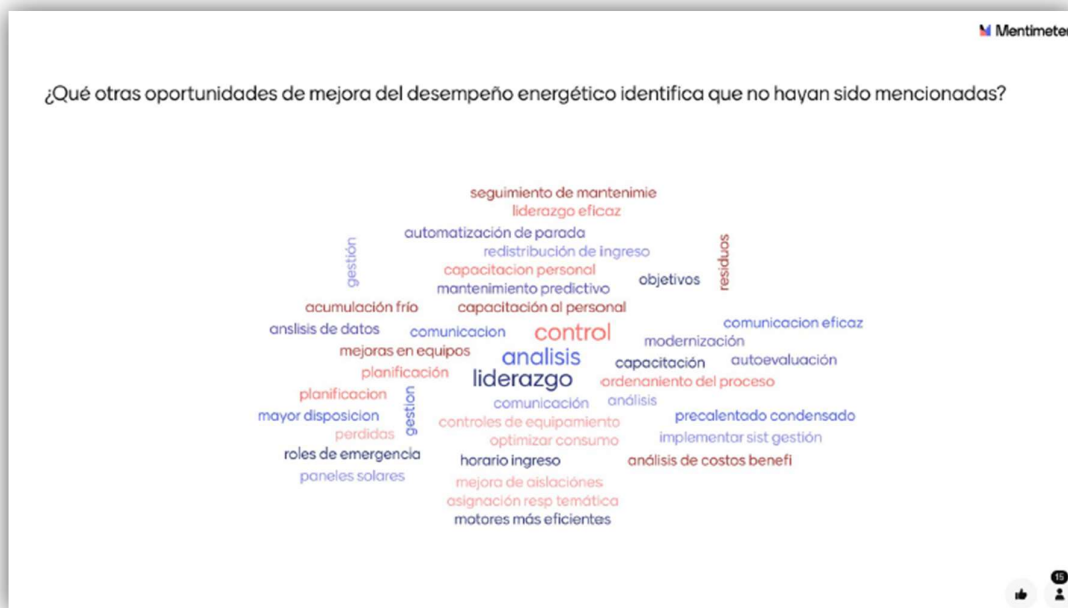 Mentimeter
¿Qué otras oportunidades de mejora del desempeño energético identifica que no hayan sido mencionadas?
seguimiento de mantenimie
liderazgo eficaz
automatización de parada
redistribución de ingreso
gestión
residuos
capacitacion personal
objetivos
mantenimiento predictivo
acumulación frío
capacitación al personal
comunicacion eficaz
anslisis de datos
comunicacion
control
modernización
mejoras en equipos
analisis
capacitación
autoevaluación
planificación
liderazgo
ordenaniento del proceso
planificacion
comunicación
análisis
mayor disposicion
gestion
controles de equipamiento
precalentado condensado
perdidas
optimizar consumo
implementar sist gestión
roles de emergencia
horario ingreso
análisis de costos benefi
paneles solares
mejora de aislaciónes
asignación resp temática
motores más eficientes
15